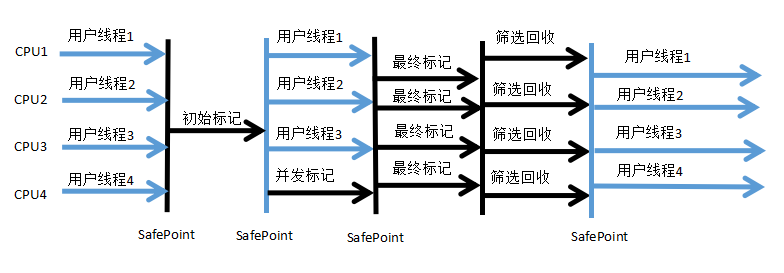 CPU1
CPU2
CPU3
CPU4
用户线程1
用户线程2
用户线程3
用户线程4
初始标记
用户线程1
用户线程2
用户线程3
并发标记
最终标记
最终标记
最终标记
最终标记
筛选回收
筛选回收
筛选回收
筛选回收
用户线程1
用户线程2
用户线程3
用户线程4
SafePoint
SafePoint
SafePoint
SafePoint